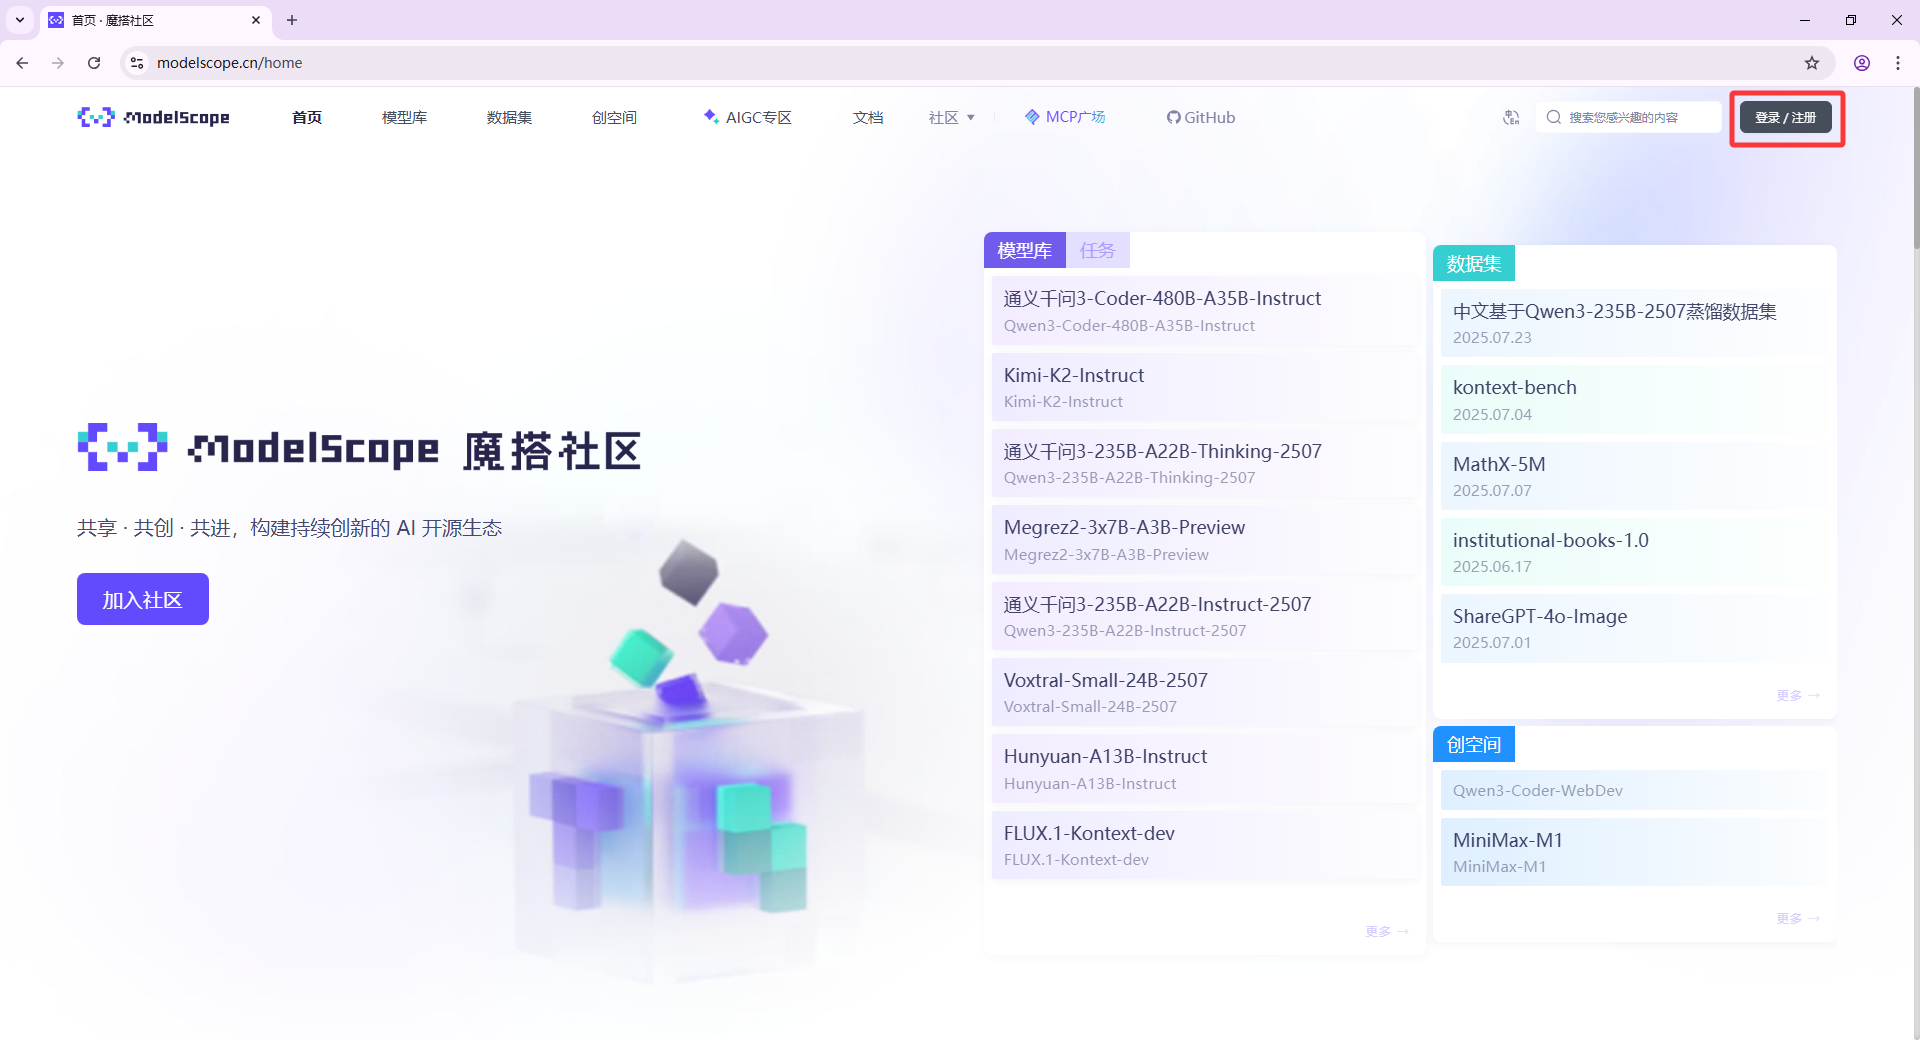 首页 · 魔搭社区
modelscope.cn/home
ModelScope 首页 模型库 数据集 创空间 AIGC专区 文档 社区 MCP广场 GitHub 搜索您感兴趣的内容 登录 / 注册
ModelScope 魔搭社区
共享 · 共创 · 共进，构建持续创新的 AI 开源生态
加入社区
模型库 任务
通义千问3-Coder-480B-A35B-Instruct
Qwen3-Coder-480B-A35B-Instruct
Kimi-K2-Instruct
Kimi-K2-Instruct
通义千问3-235B-A22B-Thinking-2507
Qwen3-235B-A22B-Thinking-2507
Megrez2-3x7B-A3B-Preview
Megrez2-3x7B-A3B-Preview
通义千问3-235B-A22B-Instruct-2507
Qwen3-235B-A22B-Instruct-2507
Voxtral-Small-24B-2507
Voxtral-Small-24B-2507
Hunyuan-A13B-Instruct
Hunyuan-A13B-Instruct
FLUX.1-Kontext-dev
FLUX.1-Kontext-dev
更多 →
数据集
中文基于Qwen3-235B-2507蒸馏数据集
2025.07.23
kontext-bench
2025.07.04
MathX-5M
2025.07.07
institutional-books-1.0
2025.06.17
ShareGPT-4o-Image
2025.07.01
更多 →
创空间
Qwen3-Coder-WebDev
MiniMax-M1
MiniMax-M1
更多 →